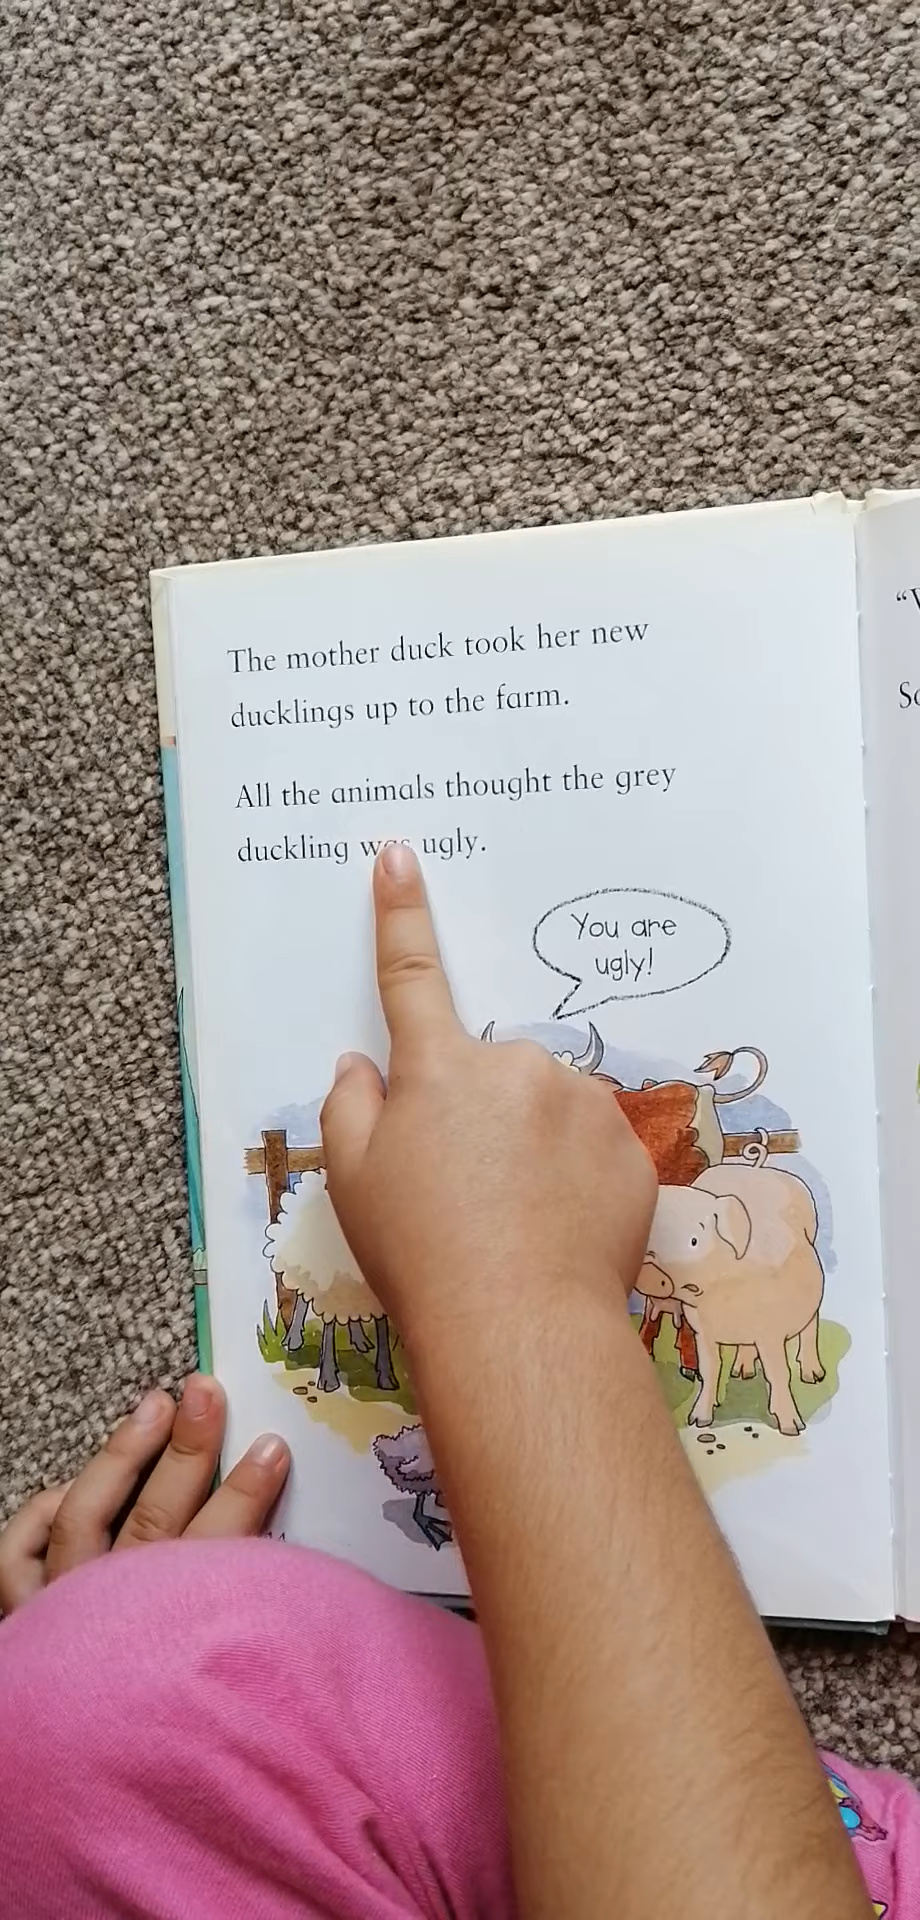 The mother duck took her new
ducklings up to the farm.
All the animals thought the grey
duckling was ugly.
You are
ugly!